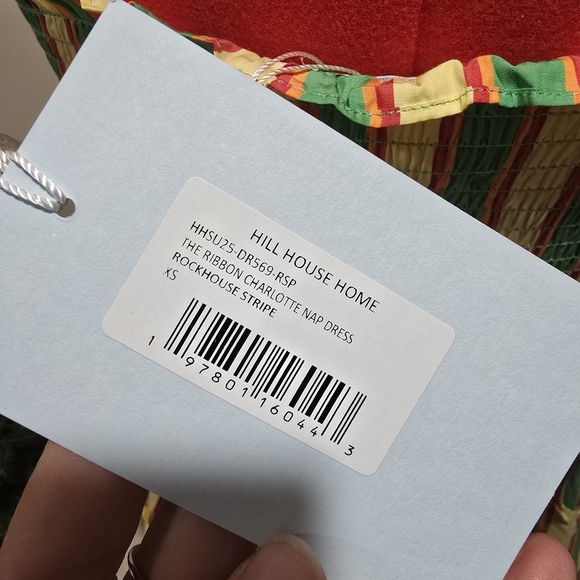 HILL HOUSE HOME
HHSU25-DR569-RSP
THE RIBBON CHARLOTTE NAP DRESS
ROCKHOUSE STRIPE
XS
1 97801 16044 3